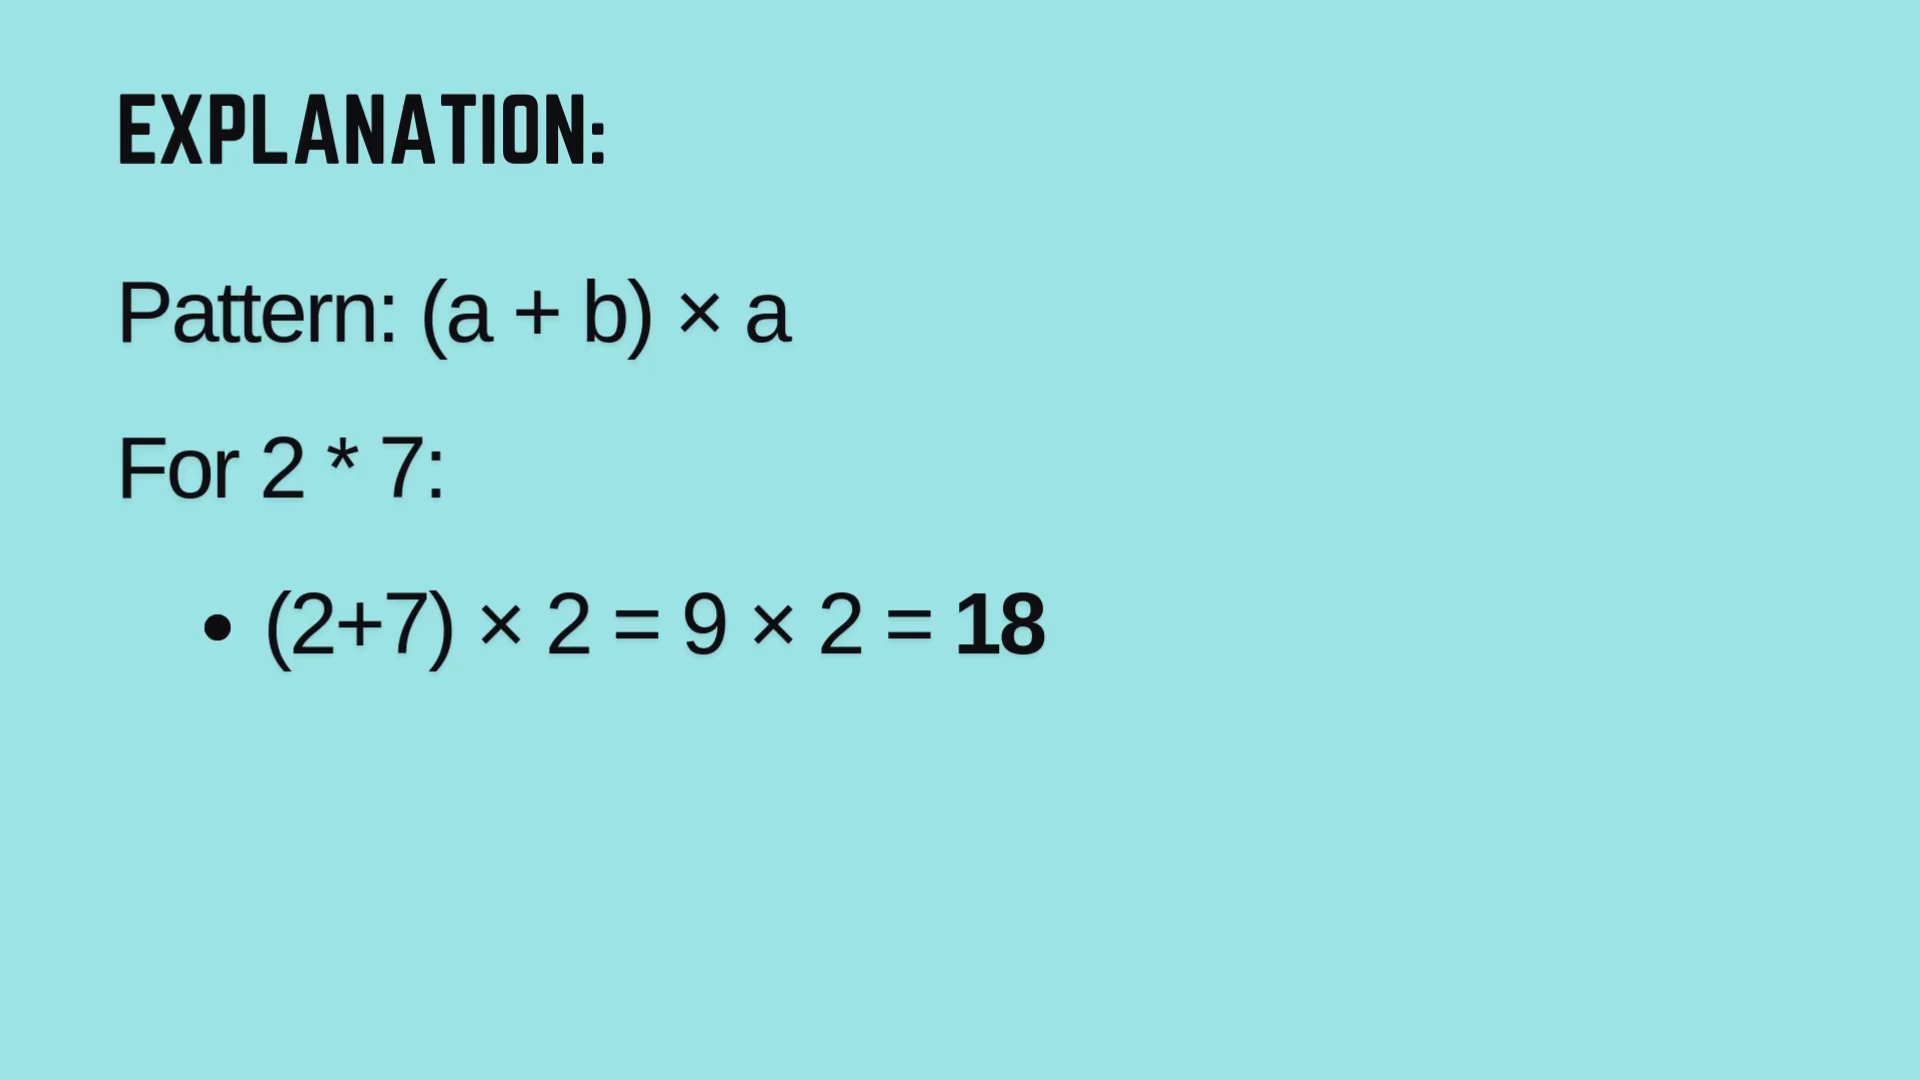 EXPLANATION:
Pattern: (a + b) × a
For 2 * 7:
• (2+7) × 2 = 9 × 2 = 18